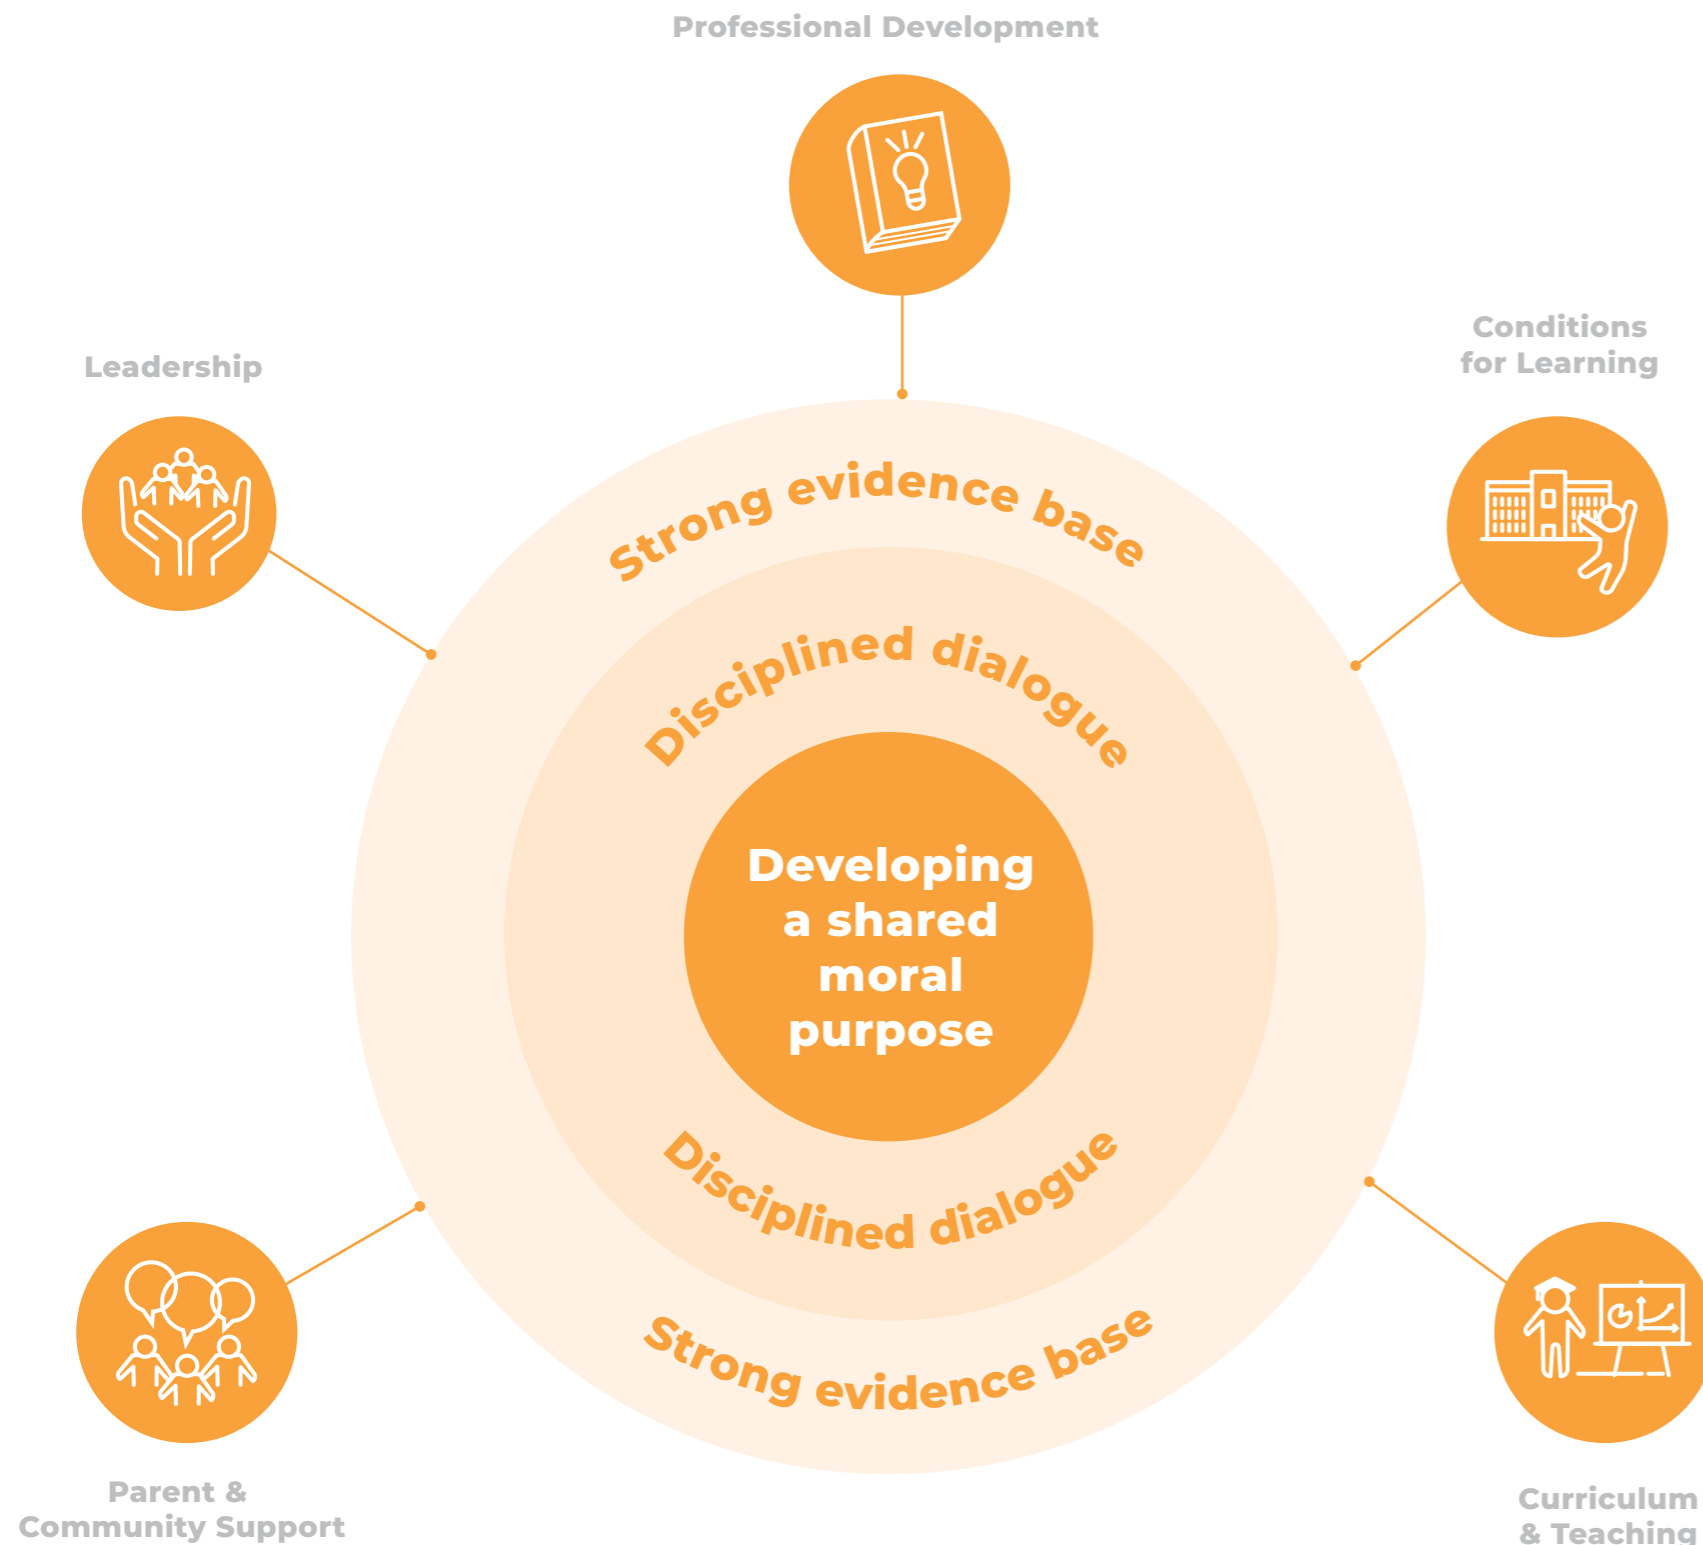 Professional Development
Conditions
for Learning
Leadership
Strong evidence base
Disciplined dialogue
Developing
a shared
moral
purpose
Disciplined dialogue
Strong evidence base
Parent &
Community Support
Curriculum
& Teaching